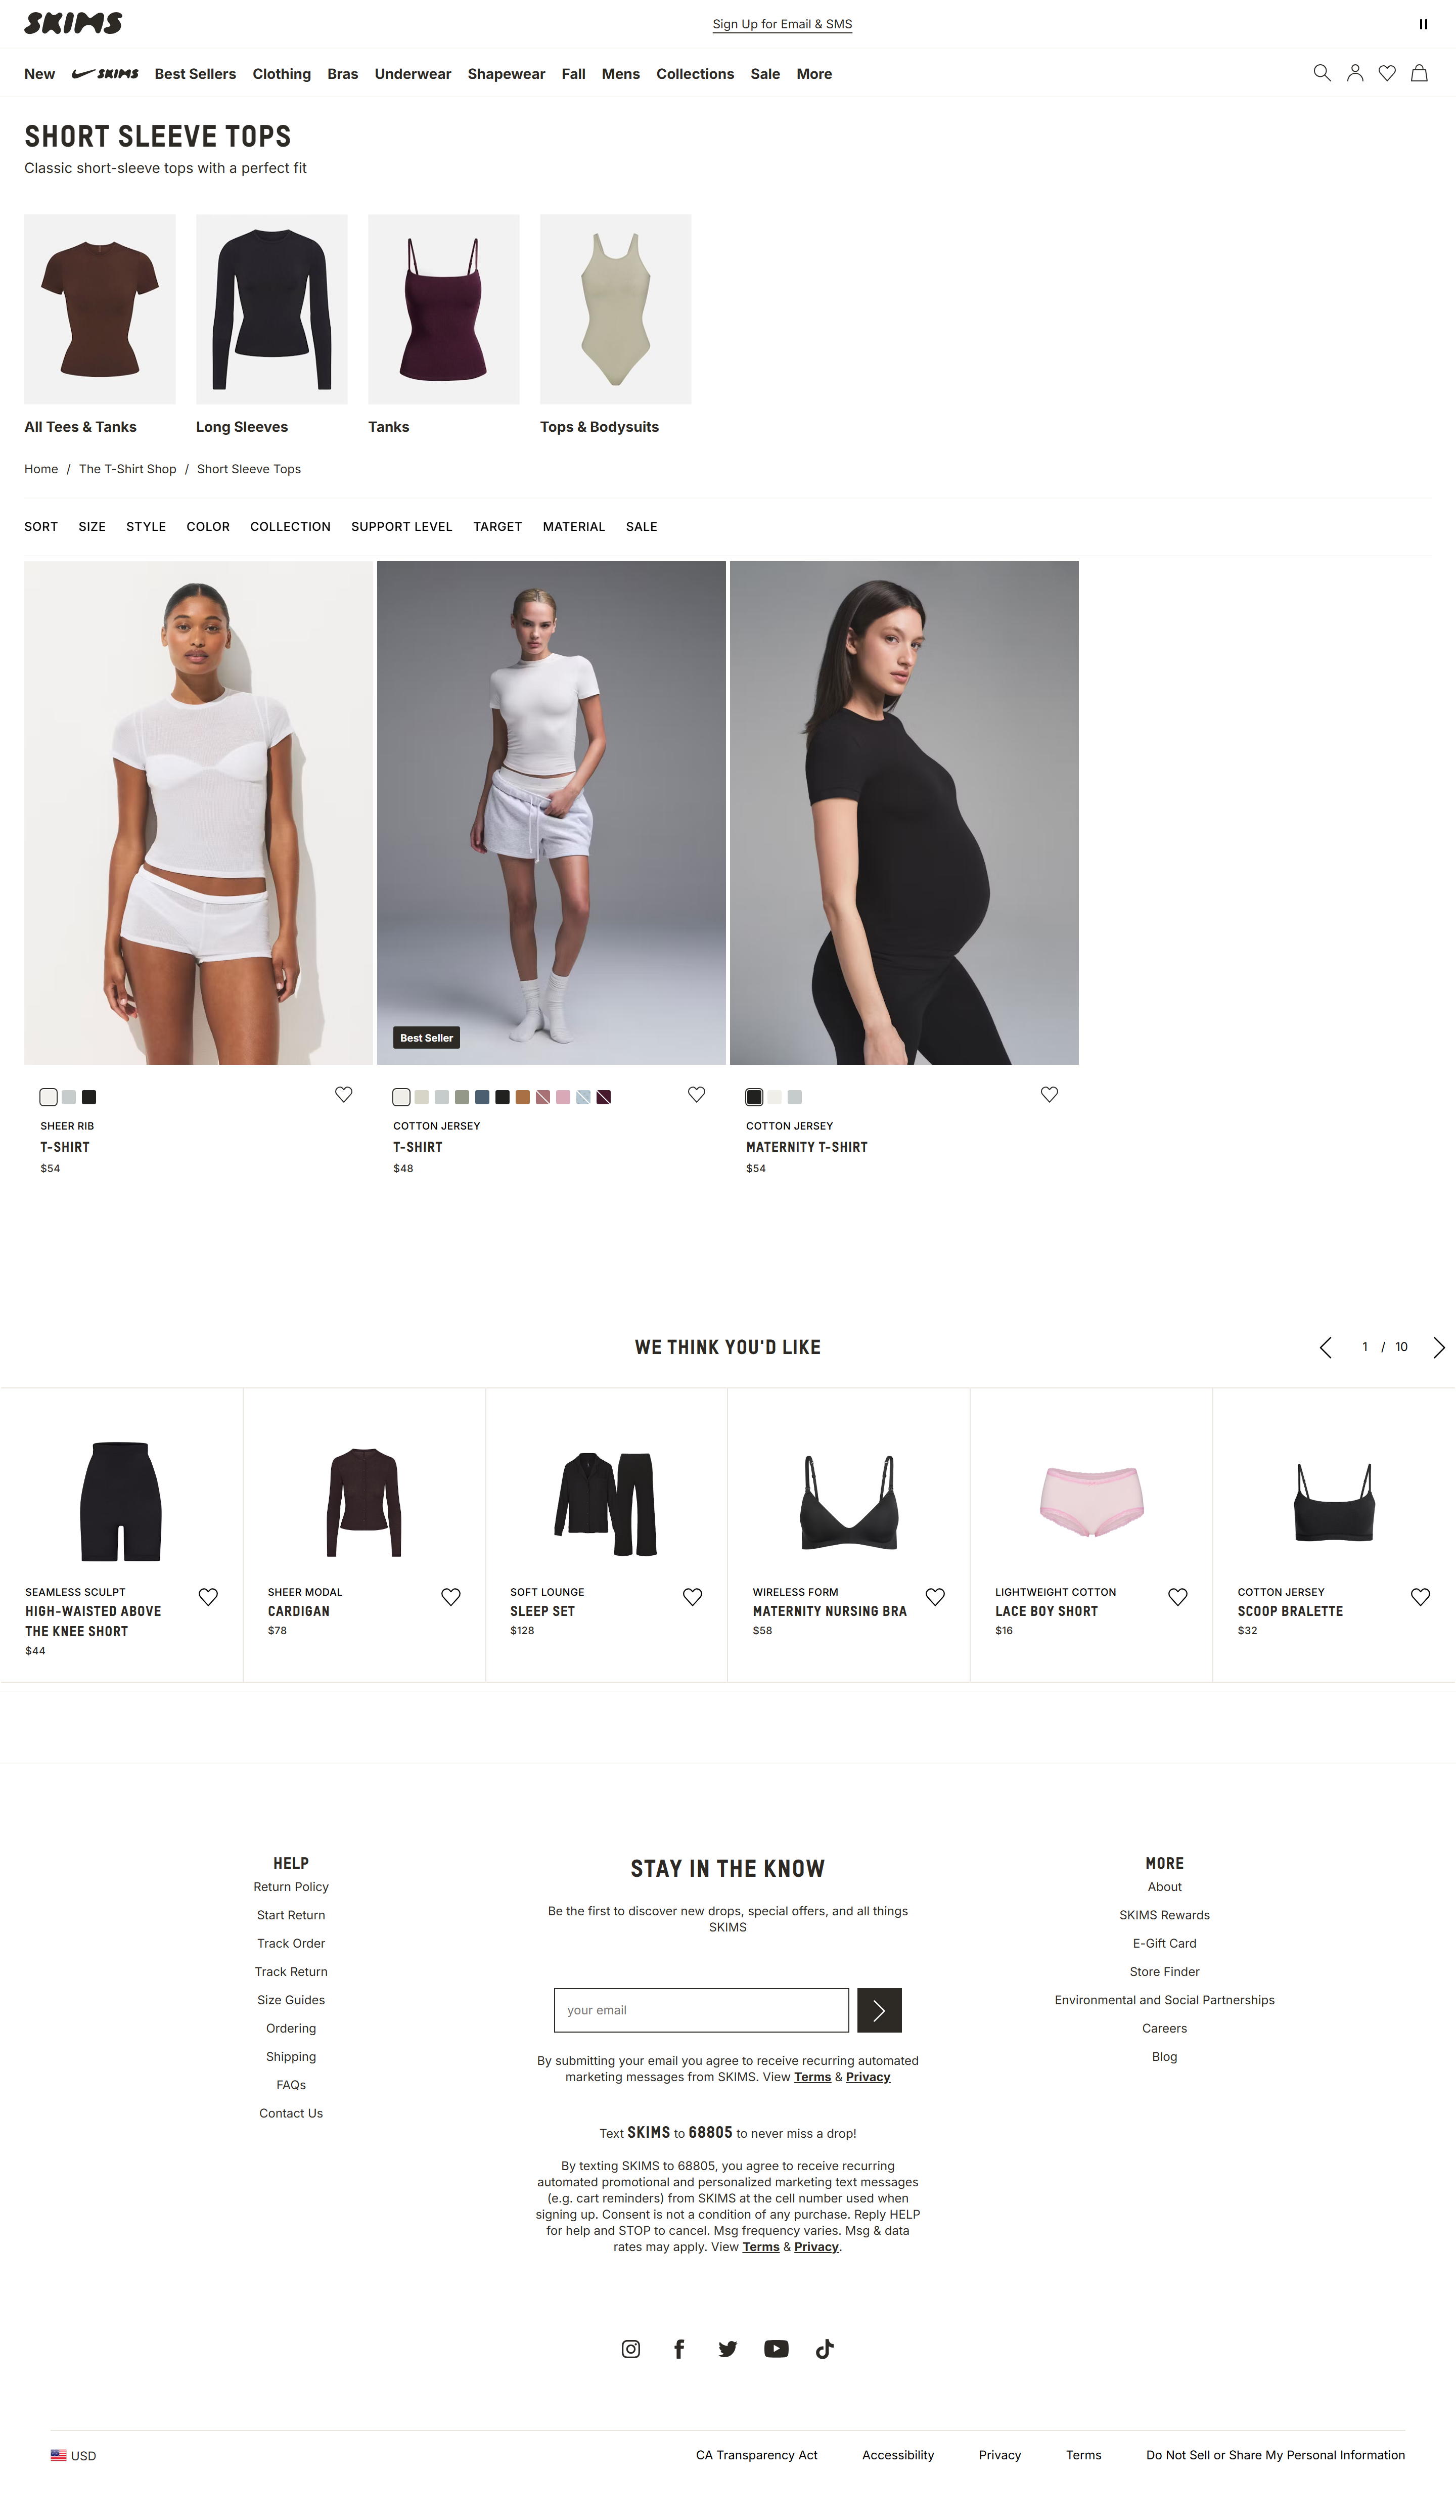 SKIMS
Sign Up for Email & SMS
New SKIMS Best Sellers Clothing Bras Underwear Shapewear Fall Mens Collections Sale More
SHORT SLEEVE TOPS
Classic short-sleeve tops with a perfect fit
All Tees & Tanks Long Sleeves Tanks Tops & Bodysuits
Home / The T-Shirt Shop / Short Sleeve Tops
SORT SIZE STYLE COLOR COLLECTION SUPPORT LEVEL TARGET MATERIAL SALE
Best Seller
SHEER RIB
T-SHIRT
$54
COTTON JERSEY
T-SHIRT
$48
COTTON JERSEY
MATERNITY T-SHIRT
$54
WE THINK YOU'D LIKE
1 / 10
SEAMLESS SCULPT
HIGH-WAISTED ABOVE
THE KNEE SHORT
$44
SHEER MODAL
CARDIGAN
$78
SOFT LOUNGE
SLEEP SET
$128
WIRELESS FORM
MATERNITY NURSING BRA
$58
LIGHTWEIGHT COTTON
LACE BOY SHORT
$16
COTTON JERSEY
SCOOP BRALETTE
$32
HELP
Return Policy
Start Return
Track Order
Track Return
Size Guides
Ordering
Shipping
FAQs
Contact Us
STAY IN THE KNOW
Be the first to discover new drops, special offers, and all things
SKIMS
your email
By submitting your email you agree to receive recurring automated
marketing messages from SKIMS. View Terms & Privacy
Text SKIMS to 68805 to never miss a drop!
By texting SKIMS to 68805, you agree to receive recurring
automated promotional and personalized marketing text messages
(e.g. cart reminders) from SKIMS at the cell number used when
signing up. Consent is not a condition of any purchase. Reply HELP
for help and STOP to cancel. Msg frequency varies. Msg & data
rates may apply. View Terms & Privacy.
MORE
About
SKIMS Rewards
E-Gift Card
Store Finder
Environmental and Social Partnerships
Careers
Blog
USD
CA Transparency Act Accessibility Privacy Terms Do Not Sell or Share My Personal Information